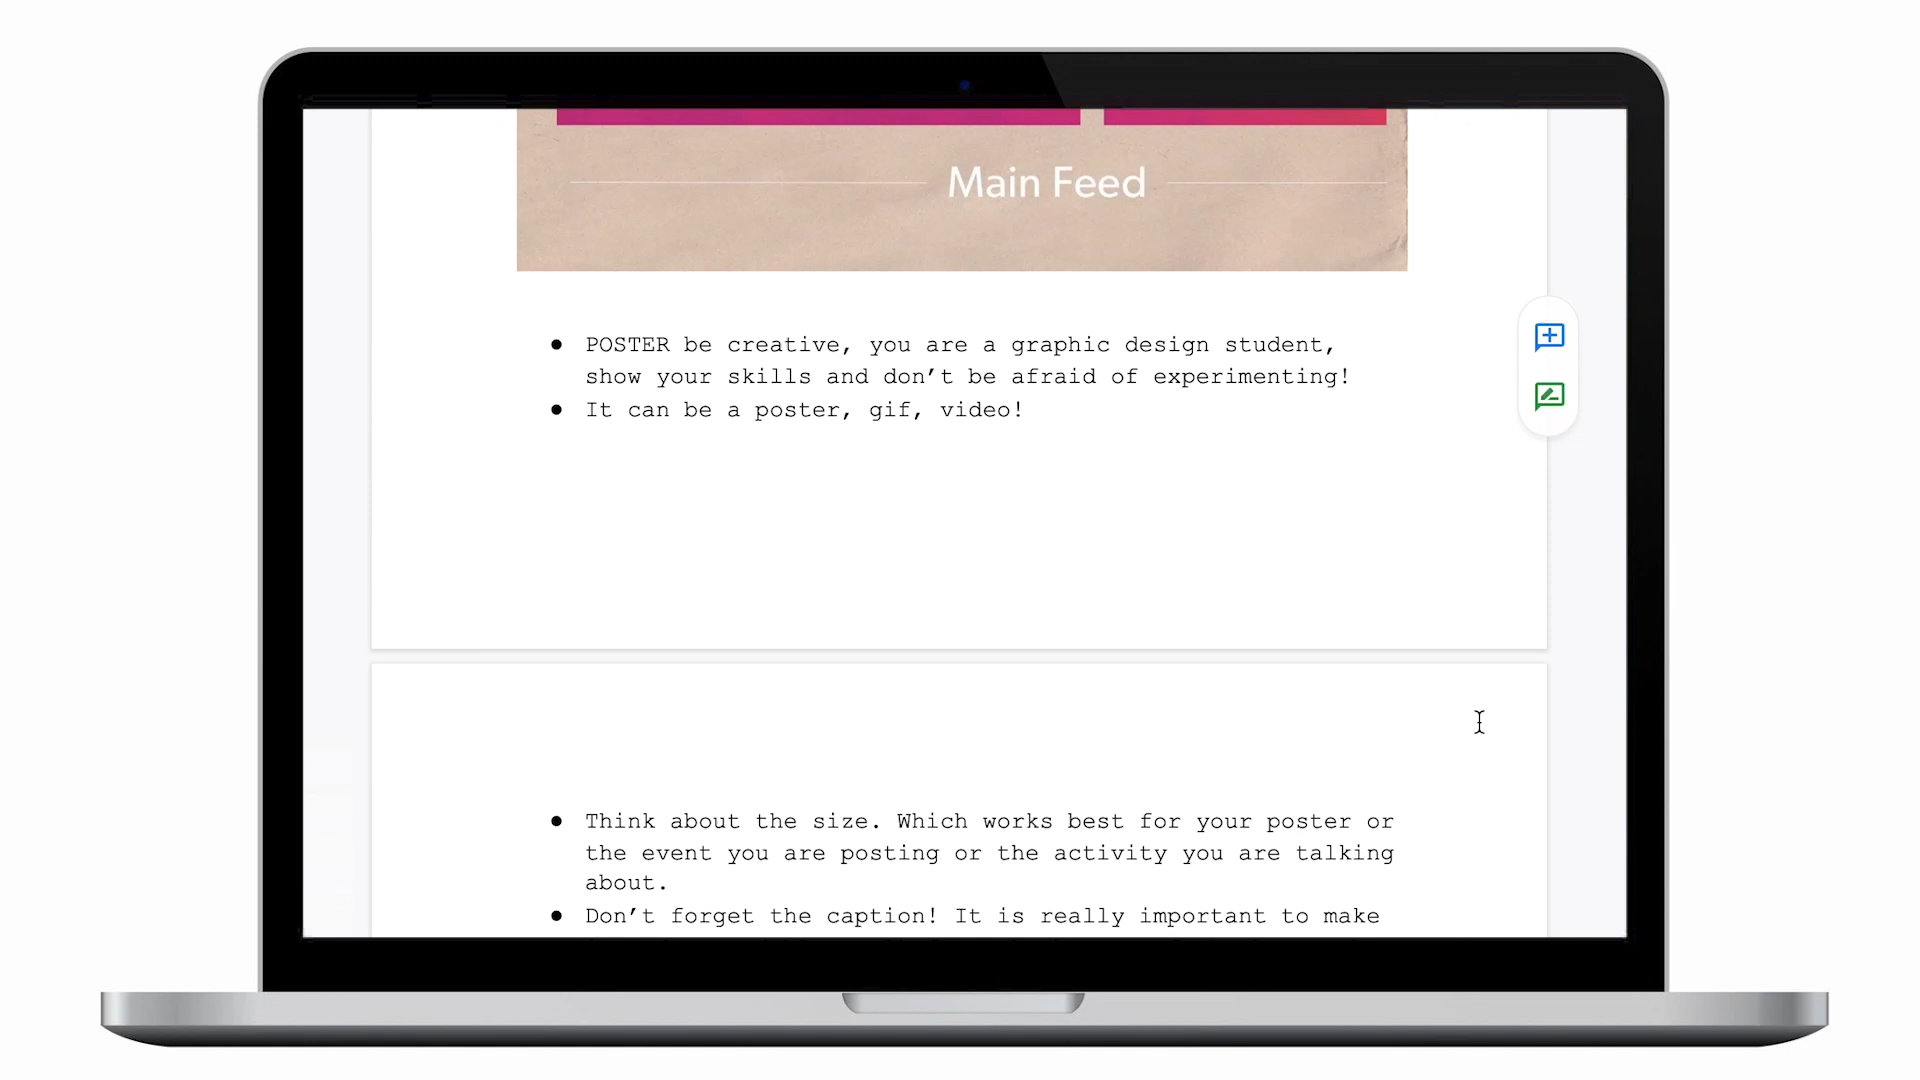 Main Feed
● POSTER be creative, you are a graphic design student,
show your skills and don’t be afraid of experimenting!
● It can be a poster, gif, video!
● Think about the size. Which works best for your poster or
the event you are posting or the activity you are talking
about.
● Don’t forget the caption! It is really important to make